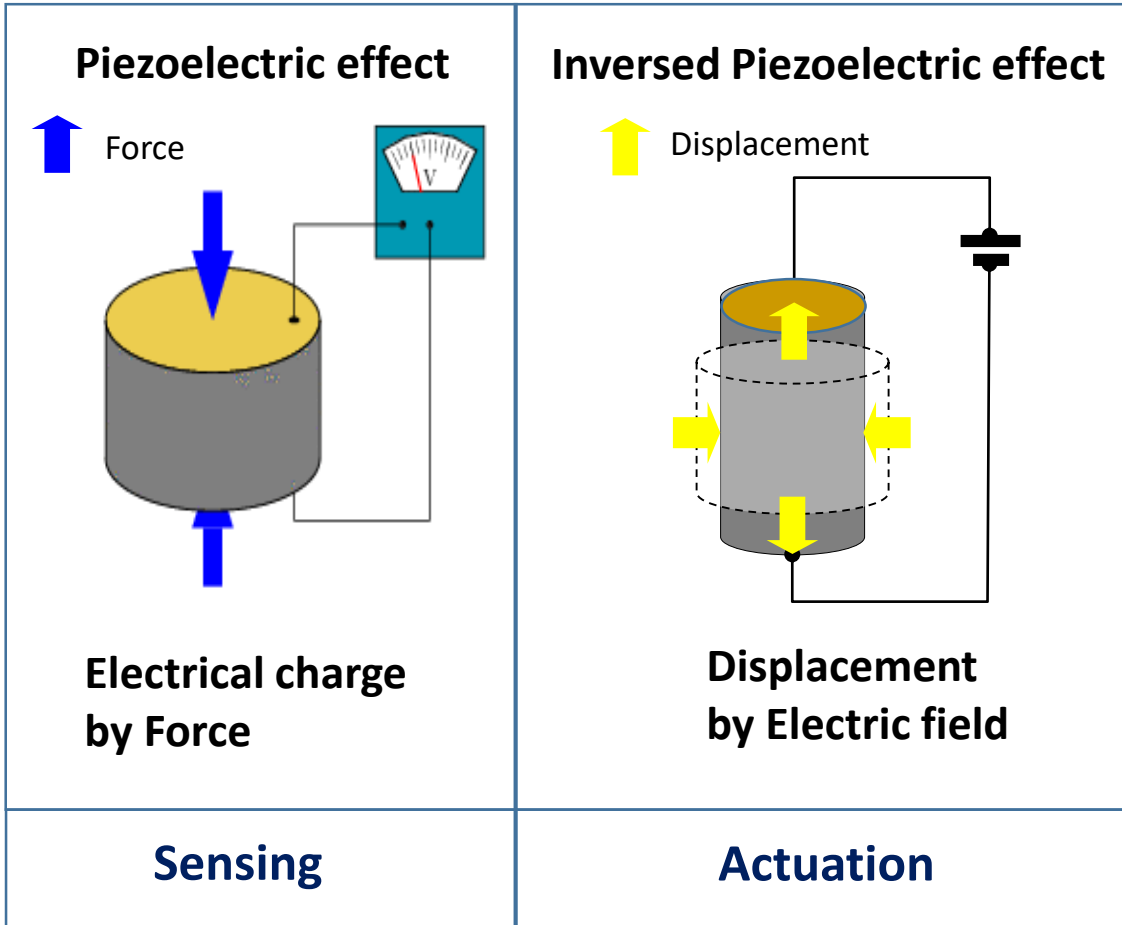 Piezoelectric effect
Force
V
Electrical charge
by Force
Sensing
Inversed Piezoelectric effect
Displacement
Displacement
by Electric field
Actuation